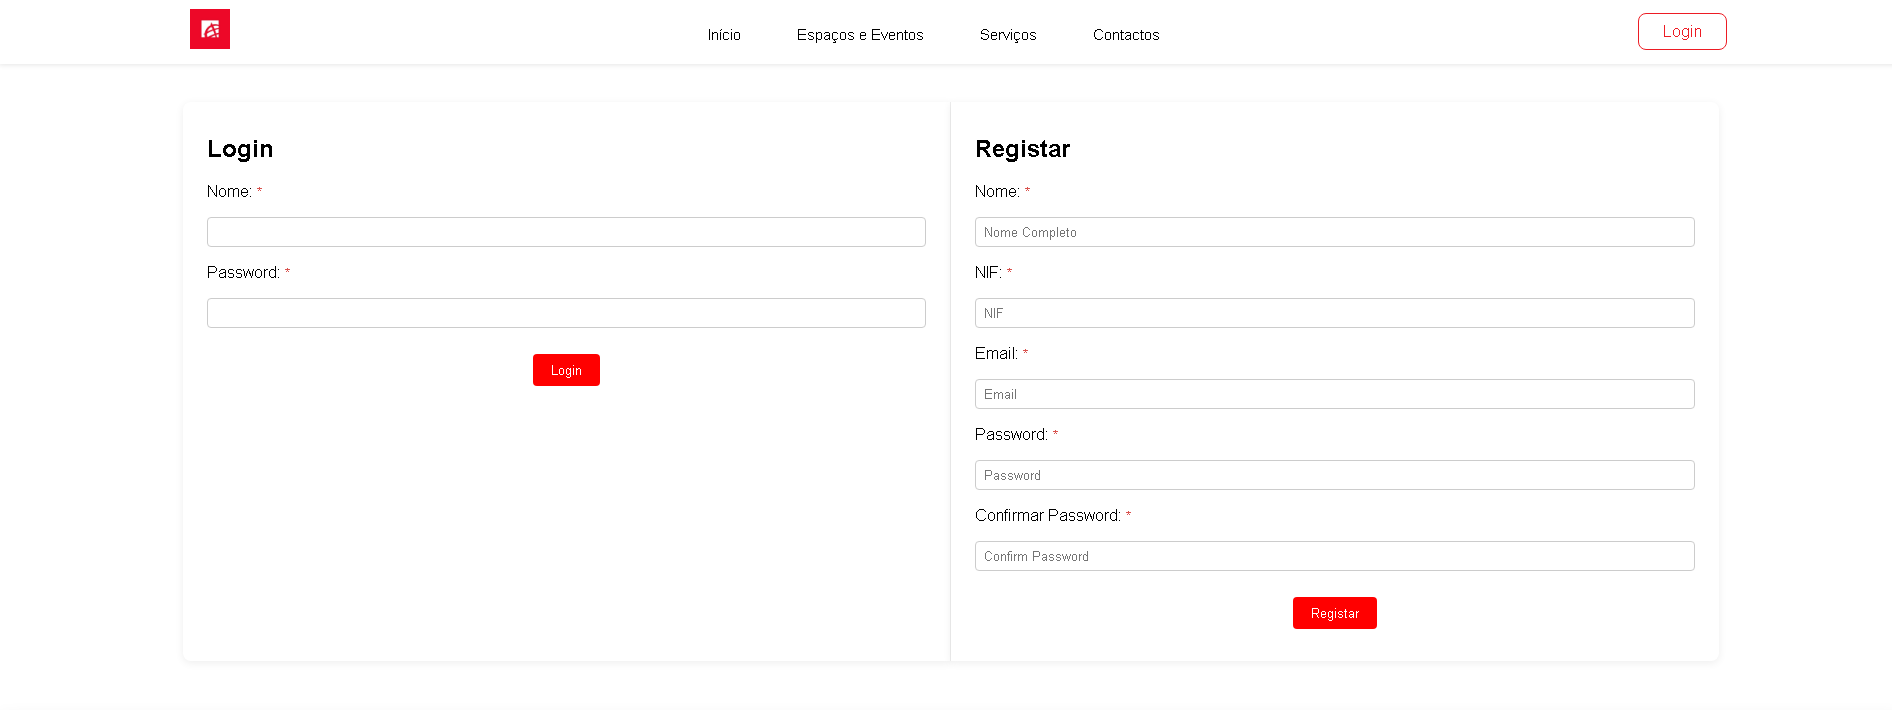 Início
Espaços e Eventos
Serviços
Contactos
Login
Login
Nome: *
Password: *
Login
Registar
Nome: *
Nome Completo
NIF: *
NIF
Email: *
Email
Password: *
Password
Confirmar Password: *
Confirm Password
Registar